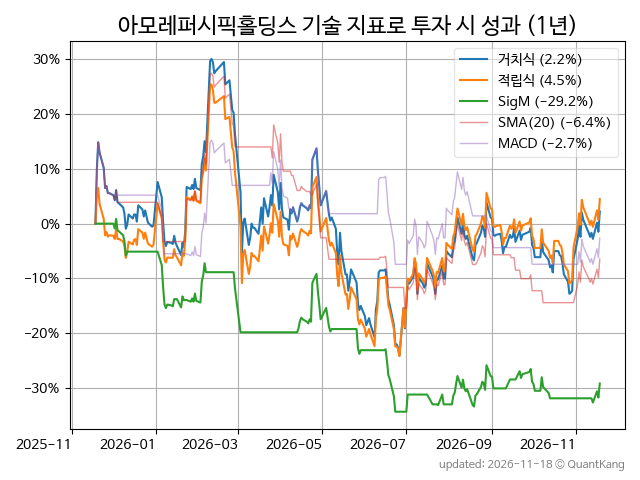 아모레퍼시픽홀딩스 기술 지표로 투자 시 성과 (1년)
30%
20%
10%
0%
−10%
−20%
−30%
거치식 (2.2%)
적립식 (4.5%)
SigM (−29.2%)
SMA(20) (−6.4%)
MACD (−2.7%)
2025-11
2026-01
2026-03
2026-05
2026-07
2026-09
2026-11
updated: 2026-11-18 © QuantKang